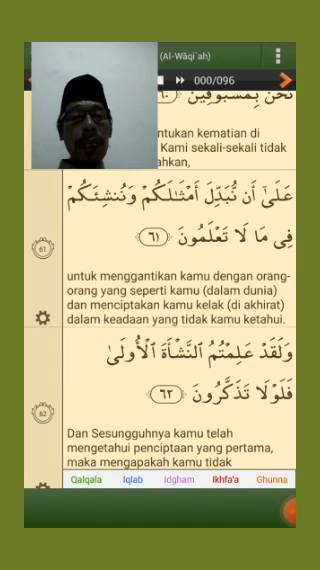 (Al-Wāqi`ah)
000/096
نَحْنُ بِمَسْبُوقِينَ ﴿٦٠﴾
ntukan kematian di
Kami sekali-sekali tidak
ahkan,
عَلَىٰٓ أَن نُّبَدِّلَ أَمْثَـٰلَكُمْ وَنُنشِئَكُمْ
فِى مَا لَا تَعْلَمُونَ ﴿٦١﴾
61
untuk menggantikan kamu dengan orang-
orang yang seperti kamu (dalam dunia)
dan menciptakan kamu kelak (di akhirat)
dalam keadaan yang tidak kamu ketahui.
وَلَقَدْ عَلِمْتُمُ ٱلنَّشْأَةَ ٱلْأُولَىٰ
فَلَوْلَا تَذَكَّرُونَ ﴿٦٢﴾
62
Dan Sesungguhnya kamu telah
mengetahui penciptaan yang pertama,
maka mengapakah kamu tidak
Qalqala Iqlab Idgham Ikhfa'a Ghunna